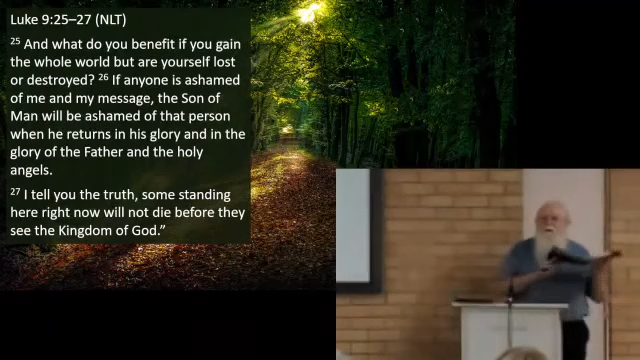 Luke 9:25–27 (NLT)
25 And what do you benefit if you gain
the whole world but are yourself lost
or destroyed? 26 If anyone is ashamed
of me and my message, the Son of
Man will be ashamed of that person
when he returns in his glory and in the
glory of the Father and the holy
angels.
27 I tell you the truth, some standing
here right now will not die before they
see the Kingdom of God.”